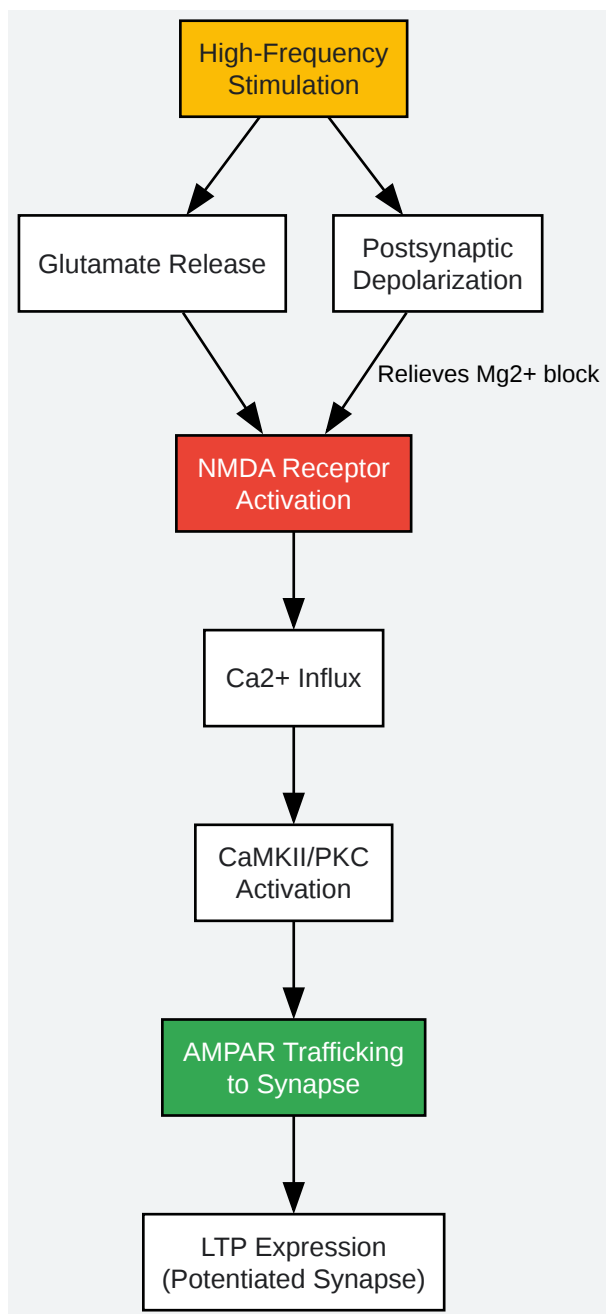 High-Frequency
Stimulation
Glutamate Release
Postsynaptic
Depolarization
Relieves Mg2+ block
NMDA Receptor
Activation
Ca2+ Influx
CaMKII/PKC
Activation
AMPAR Trafficking
to Synapse
LTP Expression
(Potentiated Synapse)